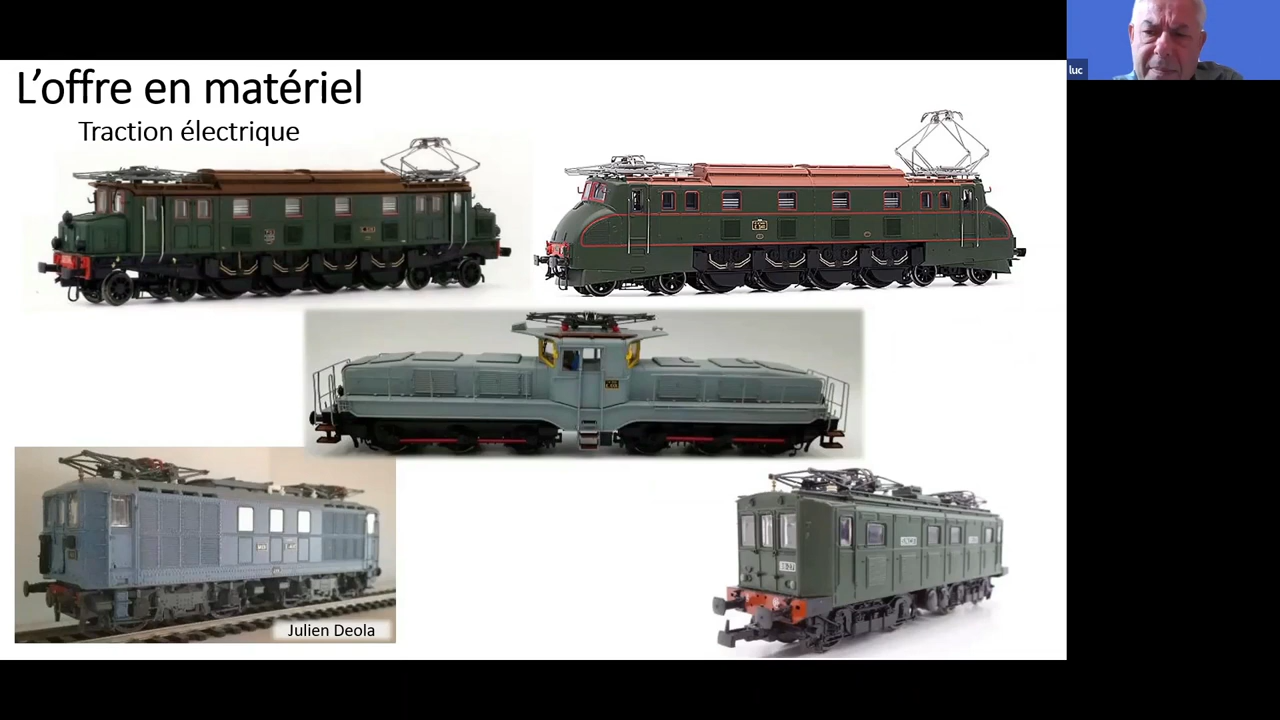 L’offre en matériel
Traction électrique
luc
Julien Deola